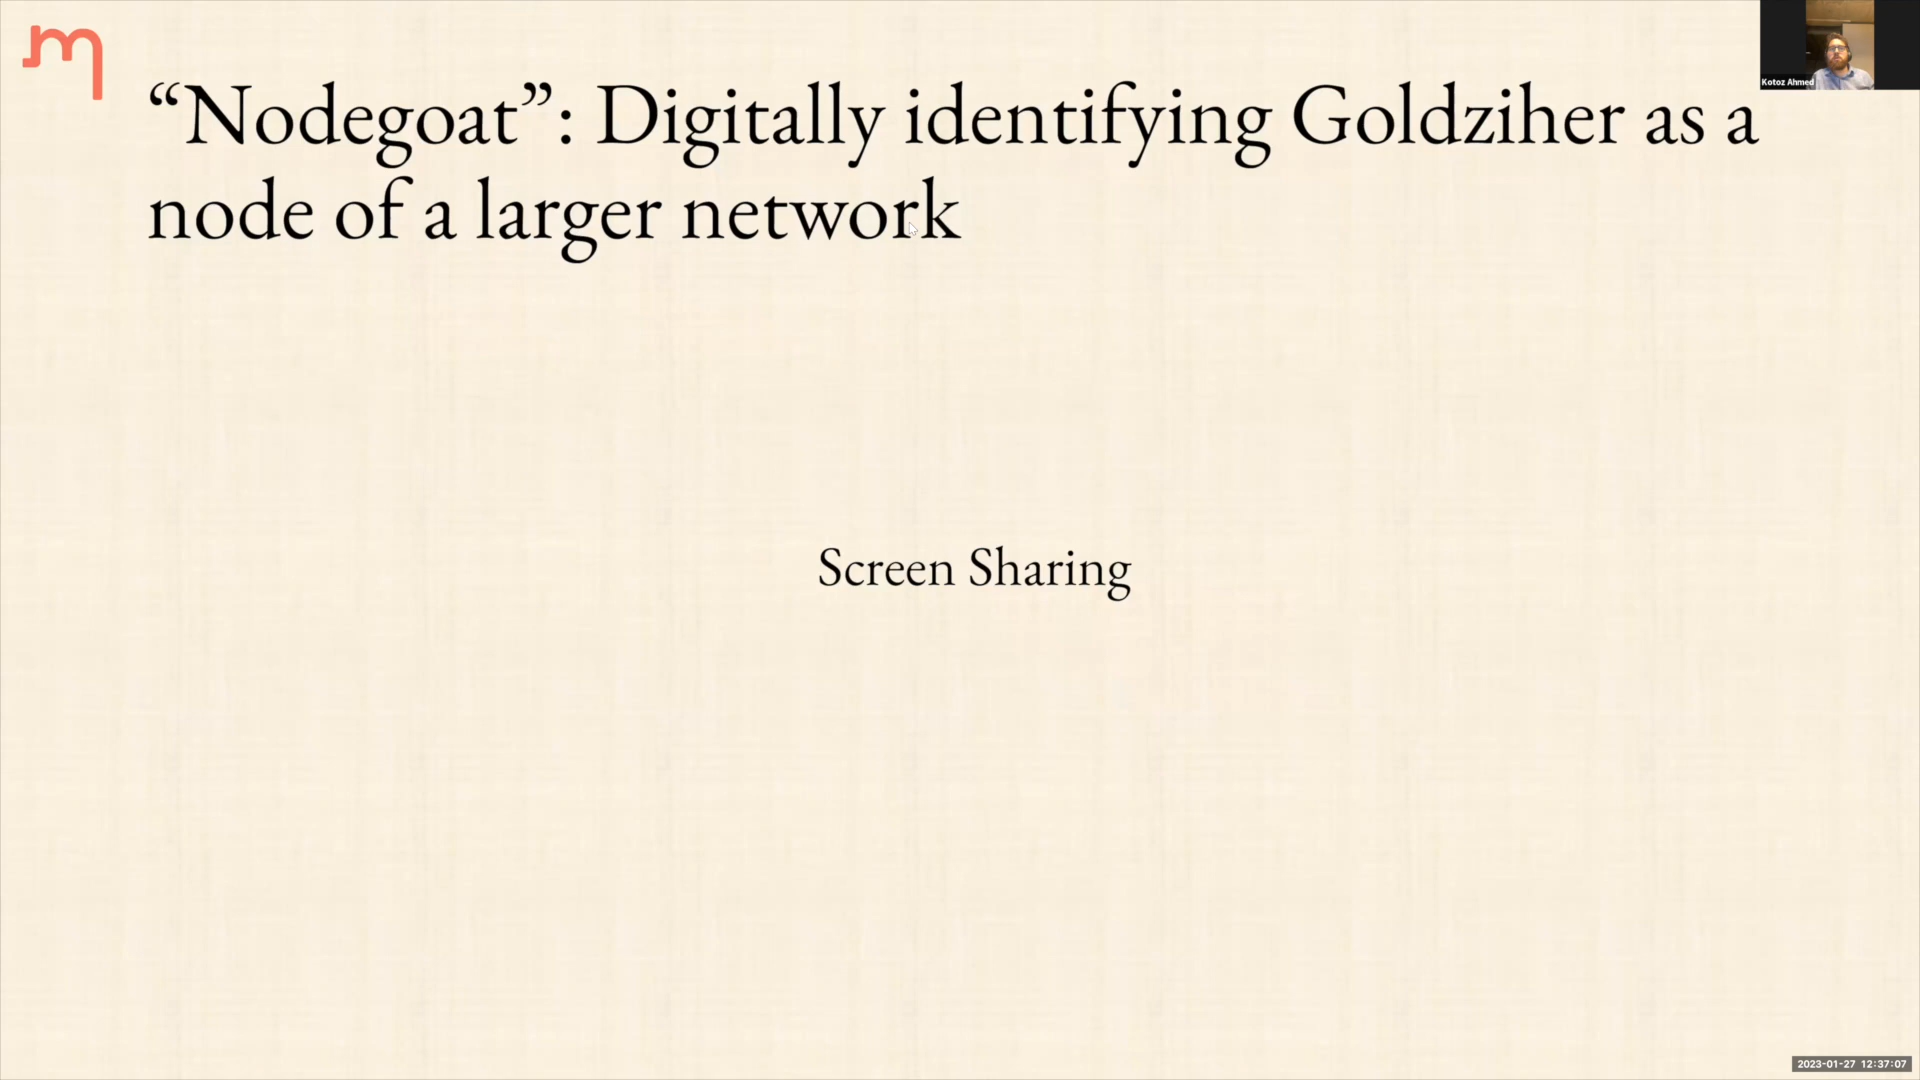 “Nodegoat”: Digitally identifying Goldziher as a
node of a larger network
Kotoz Ahmed
Screen Sharing
2023-01-27 12:37:07